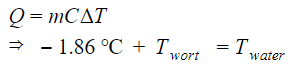 Q = mCΔT
⇒ – 1.86 °C + T_wort = T_water